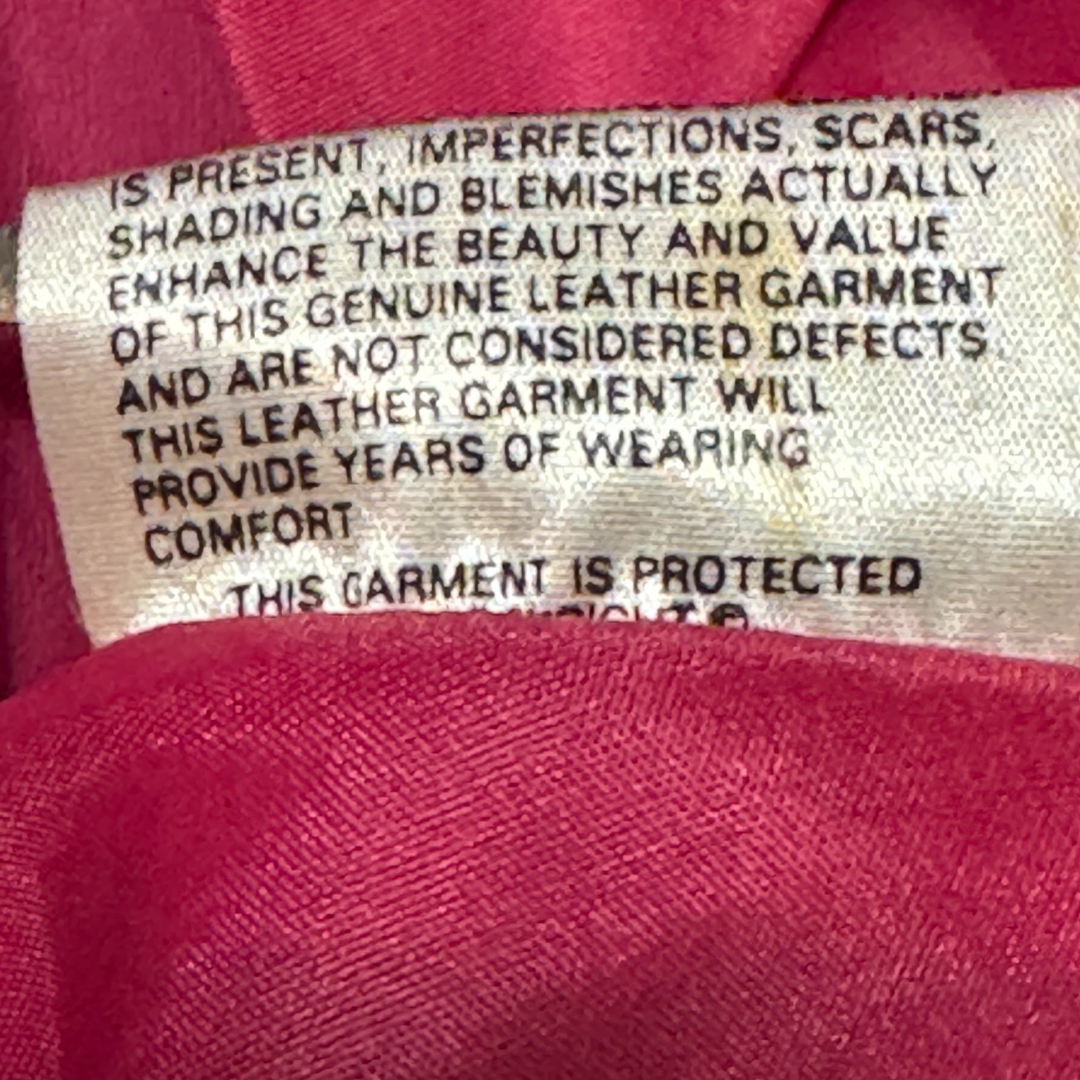 IS PRESENT, IMPERFECTIONS, SCARS,
SHADING AND BLEMISHES ACTUALLY
ENHANCE THE BEAUTY AND VALUE
OF THIS GENUINE LEATHER GARMENT
AND ARE NOT CONSIDERED DEFECTS
THIS LEATHER GARMENT WILL
PROVIDE YEARS OF WEARING
COMFORT
THIS GARMENT IS PROTECTED